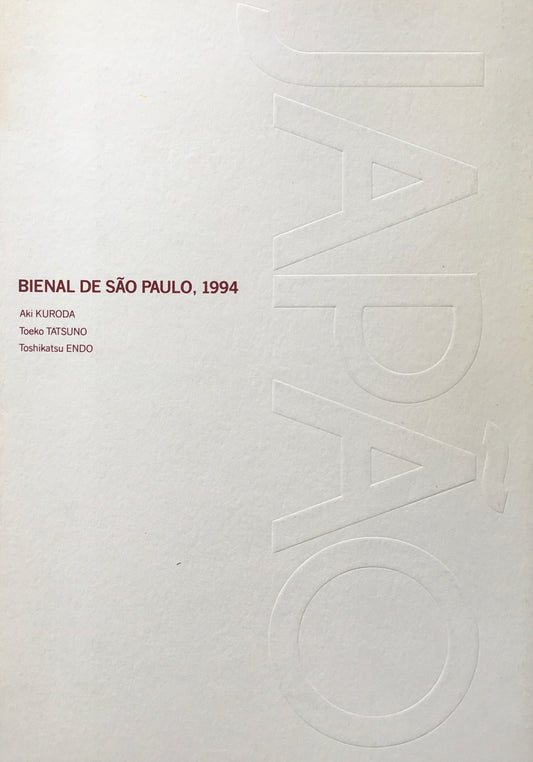 BIENAL DE SÃO PAULO, 1994
Aki KURODA
Toeko TATSUNO
Toshikatsu ENDO
JAPÃO